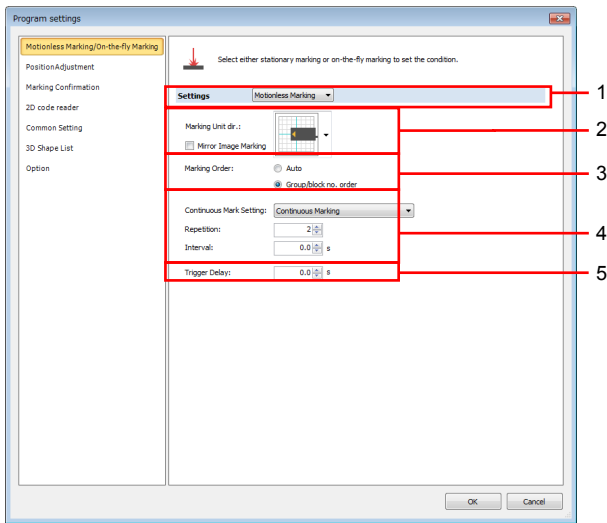 Program settings
Motionless Marking/On-the-fly Marking
PositionAdjustment
Marking Confirmation
2D code reader
Common Setting
3D Shape List
Option
Select either stationary marking or on-the-fly marking to set the condition.
Settings Motionless Marking 1
Marking Unit dir.: 2
Mirror Image Marking
Marking Order: Auto 3
Group/block no. order
Continuous Mark Setting: Continuous Marking
Repetition: 2 4
Interval: 0.0 s
Trigger Delay: 0.0 s 5
OK Cancel